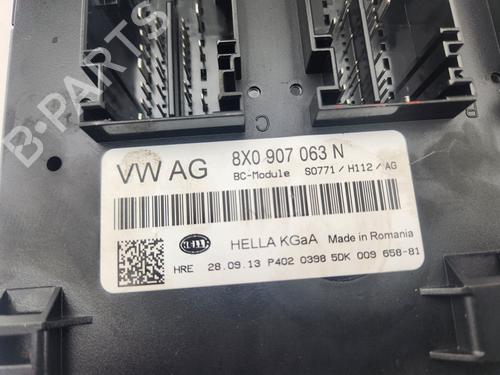 B-PARTS
VW AG 8X0 907 063 N
BC-Module S0771 / H112 / AG
HELLA
HELLA KGaA Made in Romania
HRE 28.09.13 P402 0398 5DK 009 658-81